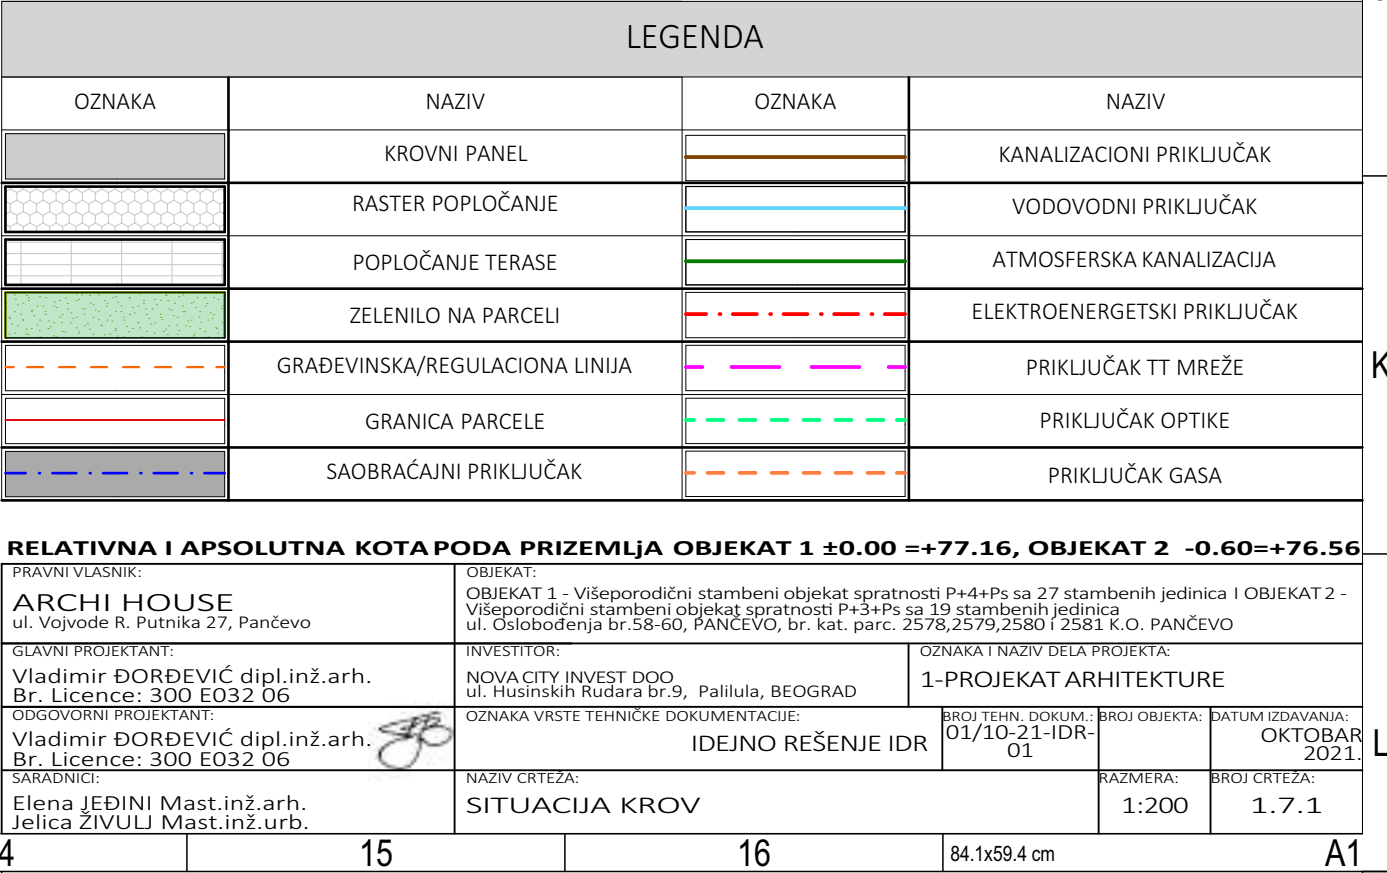 LEGENDA
OZNAKA NAZIV OZNAKA NAZIV
KROVNI PANEL KANALIZACIONI PRIKLJUČAK
RASTER POPLOČANJE VODOVODNI PRIKLJUČAK
POPLOČANJE TERASE ATMOSFERSKA KANALIZACIJA
ZELENILO NA PARCELI ELEKTROENERGETSKI PRIKLJUČAK
GRAĐEVINSKA/REGULACIONA LINIJA PRIKLJUČAK TT MREŽE
K
GRANICA PARCELE PRIKLJUČAK OPTIKE
SAOBRAĆAJNI PRIKLJUČAK PRIKLJUČAK GASA
RELATIVNA I APSOLUTNA KOTA PODA PRIZEMLjA OBJEKAT 1 ±0.00 =+77.16, OBJEKAT 2 -0.60=+76.56
PRAVNI VLASNIK:
ARCHI HOUSE
ul. Vojvode R. Putnika 27, Pančevo
OBJEKAT:
OBJEKAT 1 - Višeporodični stambeni objekat spratnosti P+4+Ps sa 27 stambenih jedinica I OBJEKAT 2 -
Višeporodični stambeni objekat spratnosti P+3+Ps sa 19 stambenih jedinica
ul. Oslobođenja br.58-60, PANČEVO, br. kat. parc. 2578,2579,2580 i 2581 K.O. PANČEVO
GLAVNI PROJEKTANT:
Vladimir ĐORĐEVIĆ dipl.inž.arh.
Br. Licence: 300 E032 06
INVESTITOR:
NOVA CITY INVEST DOO
ul. Husinskih Rudara br.9, Palilula, BEOGRAD
OZNAKA I NAZIV DELA PROJEKTA:
1-PROJEKAT ARHITEKTURE
ODGOVORNI PROJEKTANT:
Vladimir ĐORĐEVIĆ dipl.inž.arh.
Br. Licence: 300 E032 06
OZNAKA VRSTE TEHNIČKE DOKUMENTACIJE:
IDEJNO REŠENJE IDR
BROJ TEHN. DOKUM.:
01/10-21-IDR-
01
BROJ OBJEKTA:
DATUM IZDAVANJA:
OKTOBAR
2021.
L
SARADNICI:
Elena JEĐINI Mast.inž.arh.
Jelica ŽIVULJ Mast.inž.urb.
NAZIV CRTEŽA:
SITUACIJA KROV
RAZMERA:
1:200
BROJ CRTEŽA:
1.7.1
4 15 16 84.1x59.4 cm A1